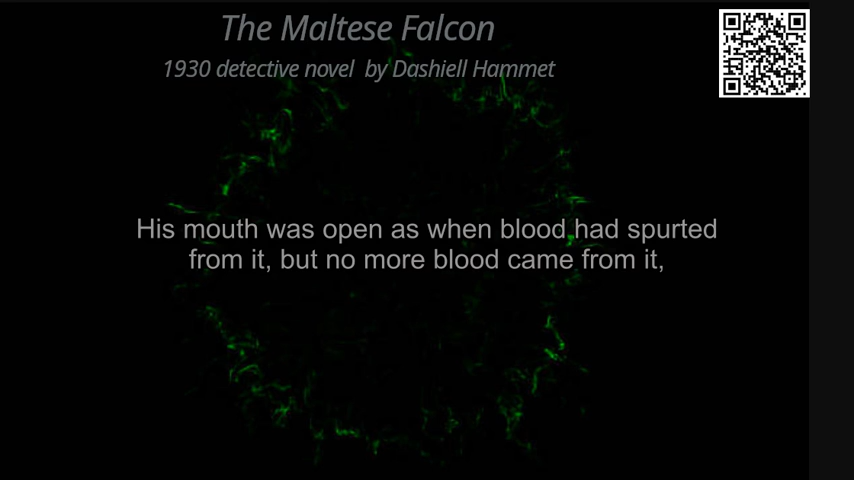 The Maltese Falcon
1930 detective novel by Dashiell Hammet
His mouth was open as when blood had spurted
from it, but no more blood came from it,